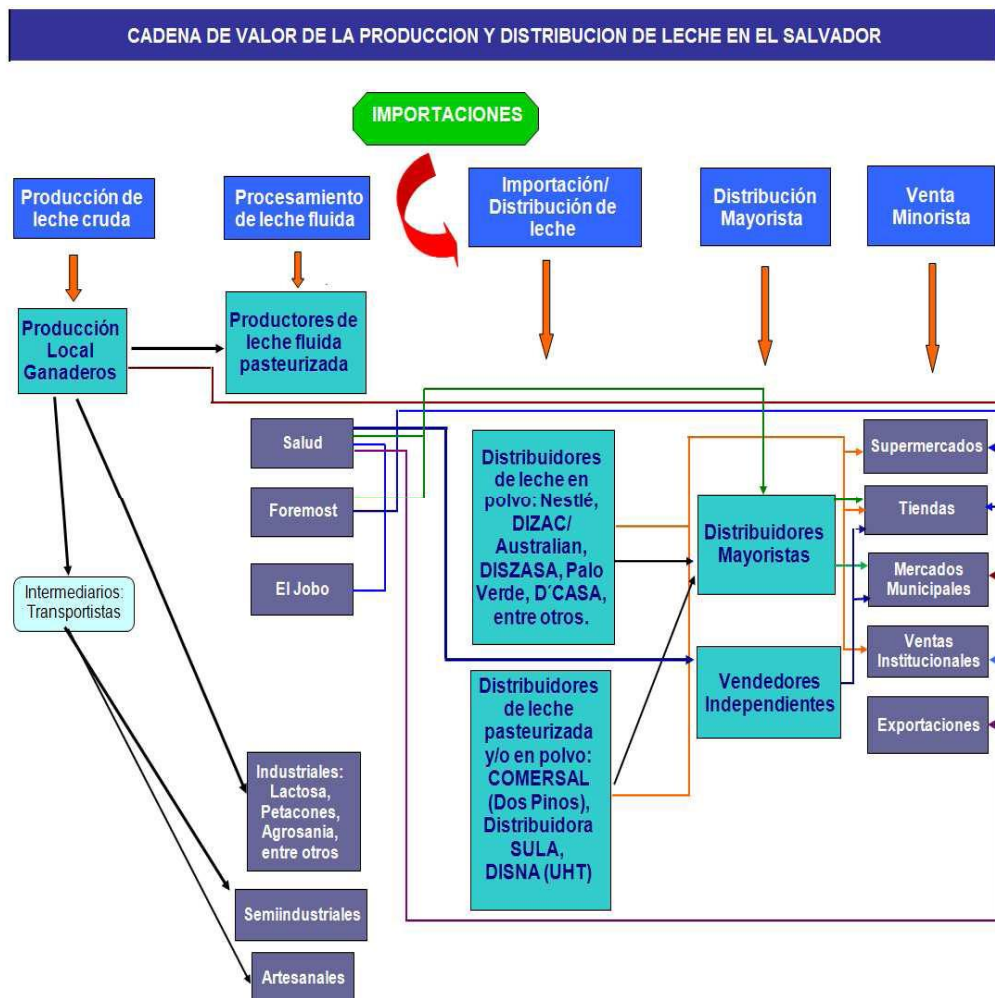 CADENA DE VALOR DE LA PRODUCCION Y DISTRIBUCION DE LECHE EN EL SALVADOR
IMPORTACIONES
Producción de
leche cruda
Procesamiento
de leche fluida
Importación/
Distribución de
leche
Distribución
Mayorista
Venta
Minorista
Producción
Local
Ganaderos
Productores de
leche fluida
pasteurizada
Salud
Foremost
El Jobo
Intermediarios:
Transportistas
Industriales:
Lactosa,
Petacones,
Agrosania,
entre otros
Semiindustriales
Artesanales
Distribuidores
de leche en
polvo: Nestlé,
DIZAC/
Australian,
DISZASA, Palo
Verde, D´CASA,
entre otros.
Distribuidores
de leche
pasteurizada
y/o en polvo:
COMERSAL
(Dos Pinos),
Distribuidora
SULA,
DISNA (UHT)
Distribuidores
Mayoristas
Vendedores
Independientes
Supermercados
Tiendas
Mercados
Municipales
Ventas
Institucionales
Exportaciones